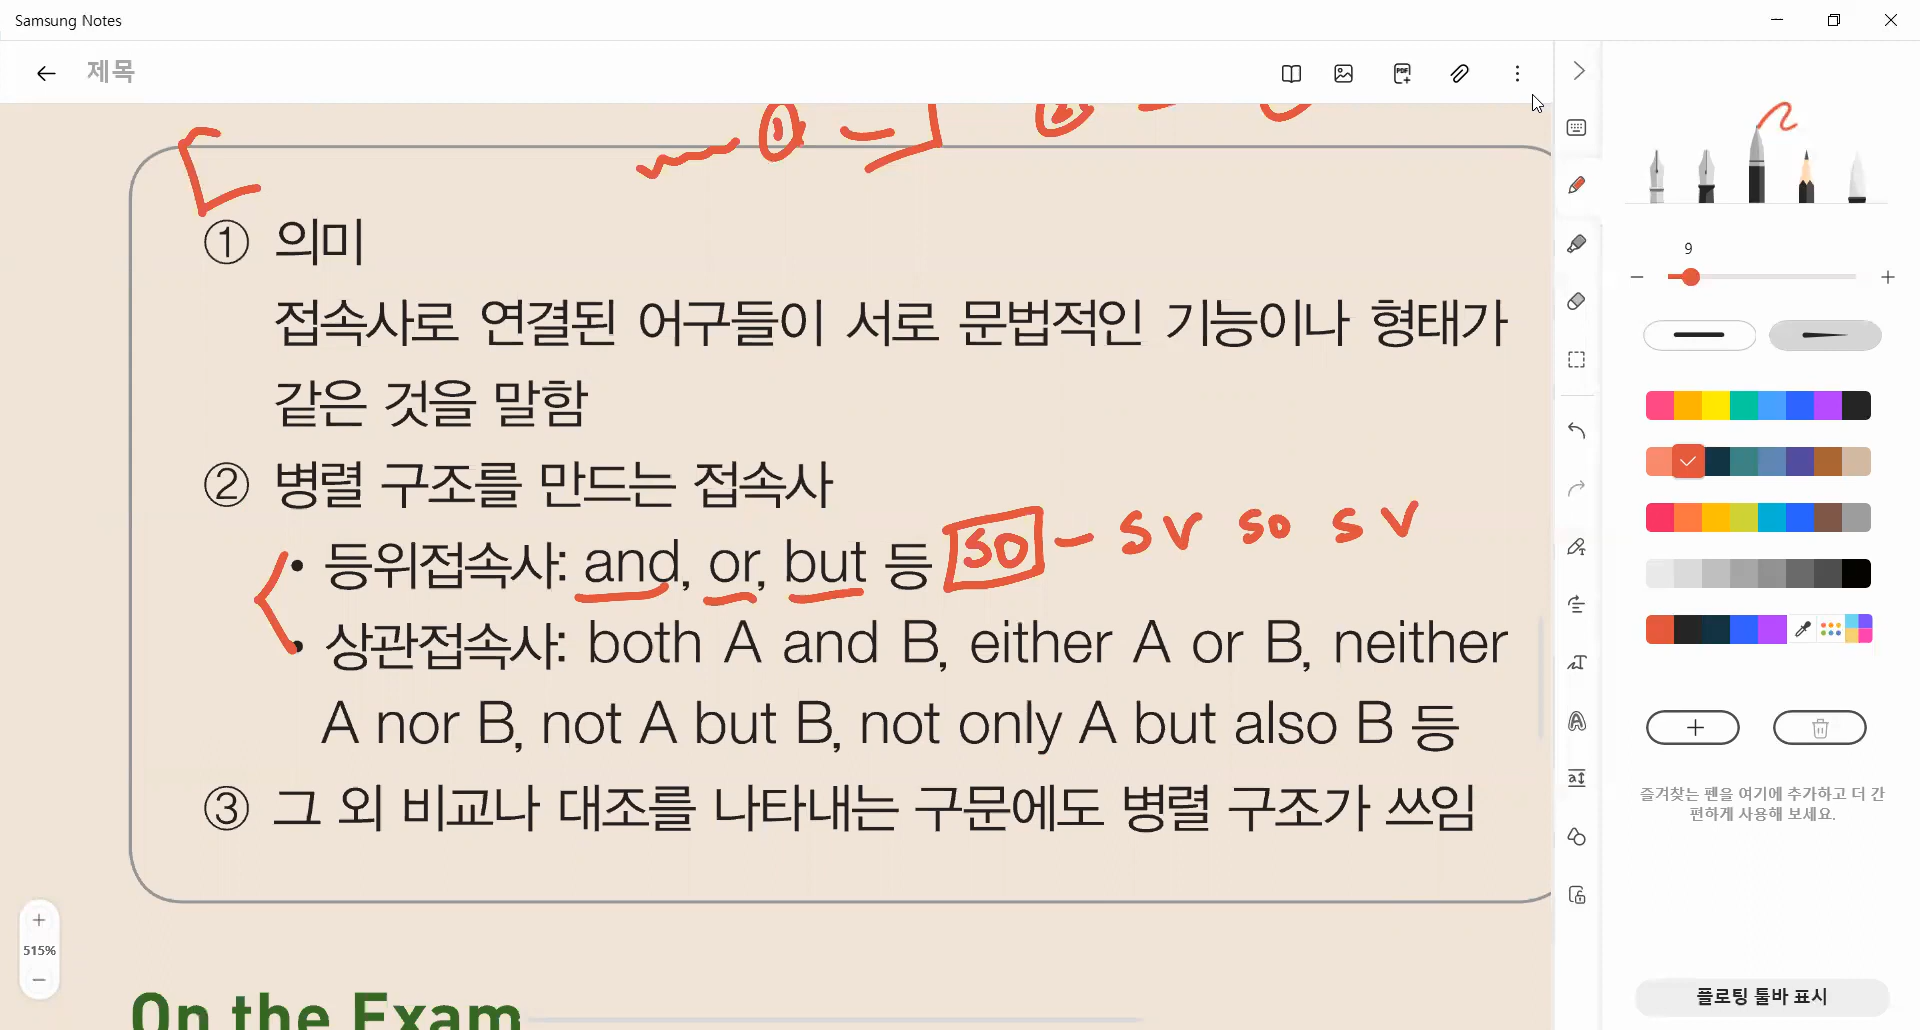 Samsung Notes
제목
① —
②
① 의미
접속사로 연결된 어구들이 서로 문법적인 기능이나 형태가
같은 것을 말함
② 병렬 구조를 만드는 접속사
• 등위접속사: and, or, but 등 so - S V so S V
• 상관접속사: both A and B, either A or B, neither
A nor B, not A but B, not only A but also B 등
③ 그 외 비교나 대조를 나타내는 구문에도 병렬 구조가 쓰임
On the Exam
515%
PDF
9
즐겨찾는 펜을 여기에 추가하고 더 간
편하게 사용해 보세요.
플로팅 툴바 표시